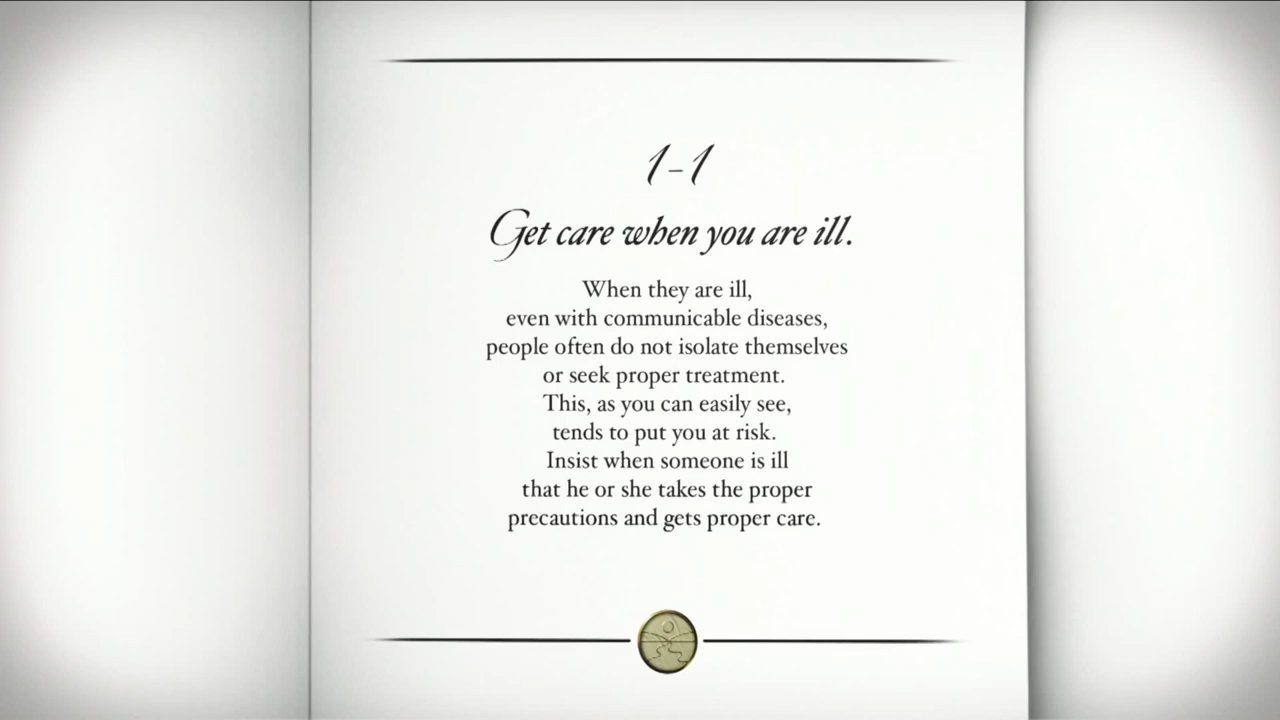 1-1
Get care when you are ill.
When they are ill,
even with communicable diseases,
people often do not isolate themselves
or seek proper treatment.
This, as you can easily see,
tends to put you at risk.
Insist when someone is ill
that he or she takes the proper
precautions and gets proper care.